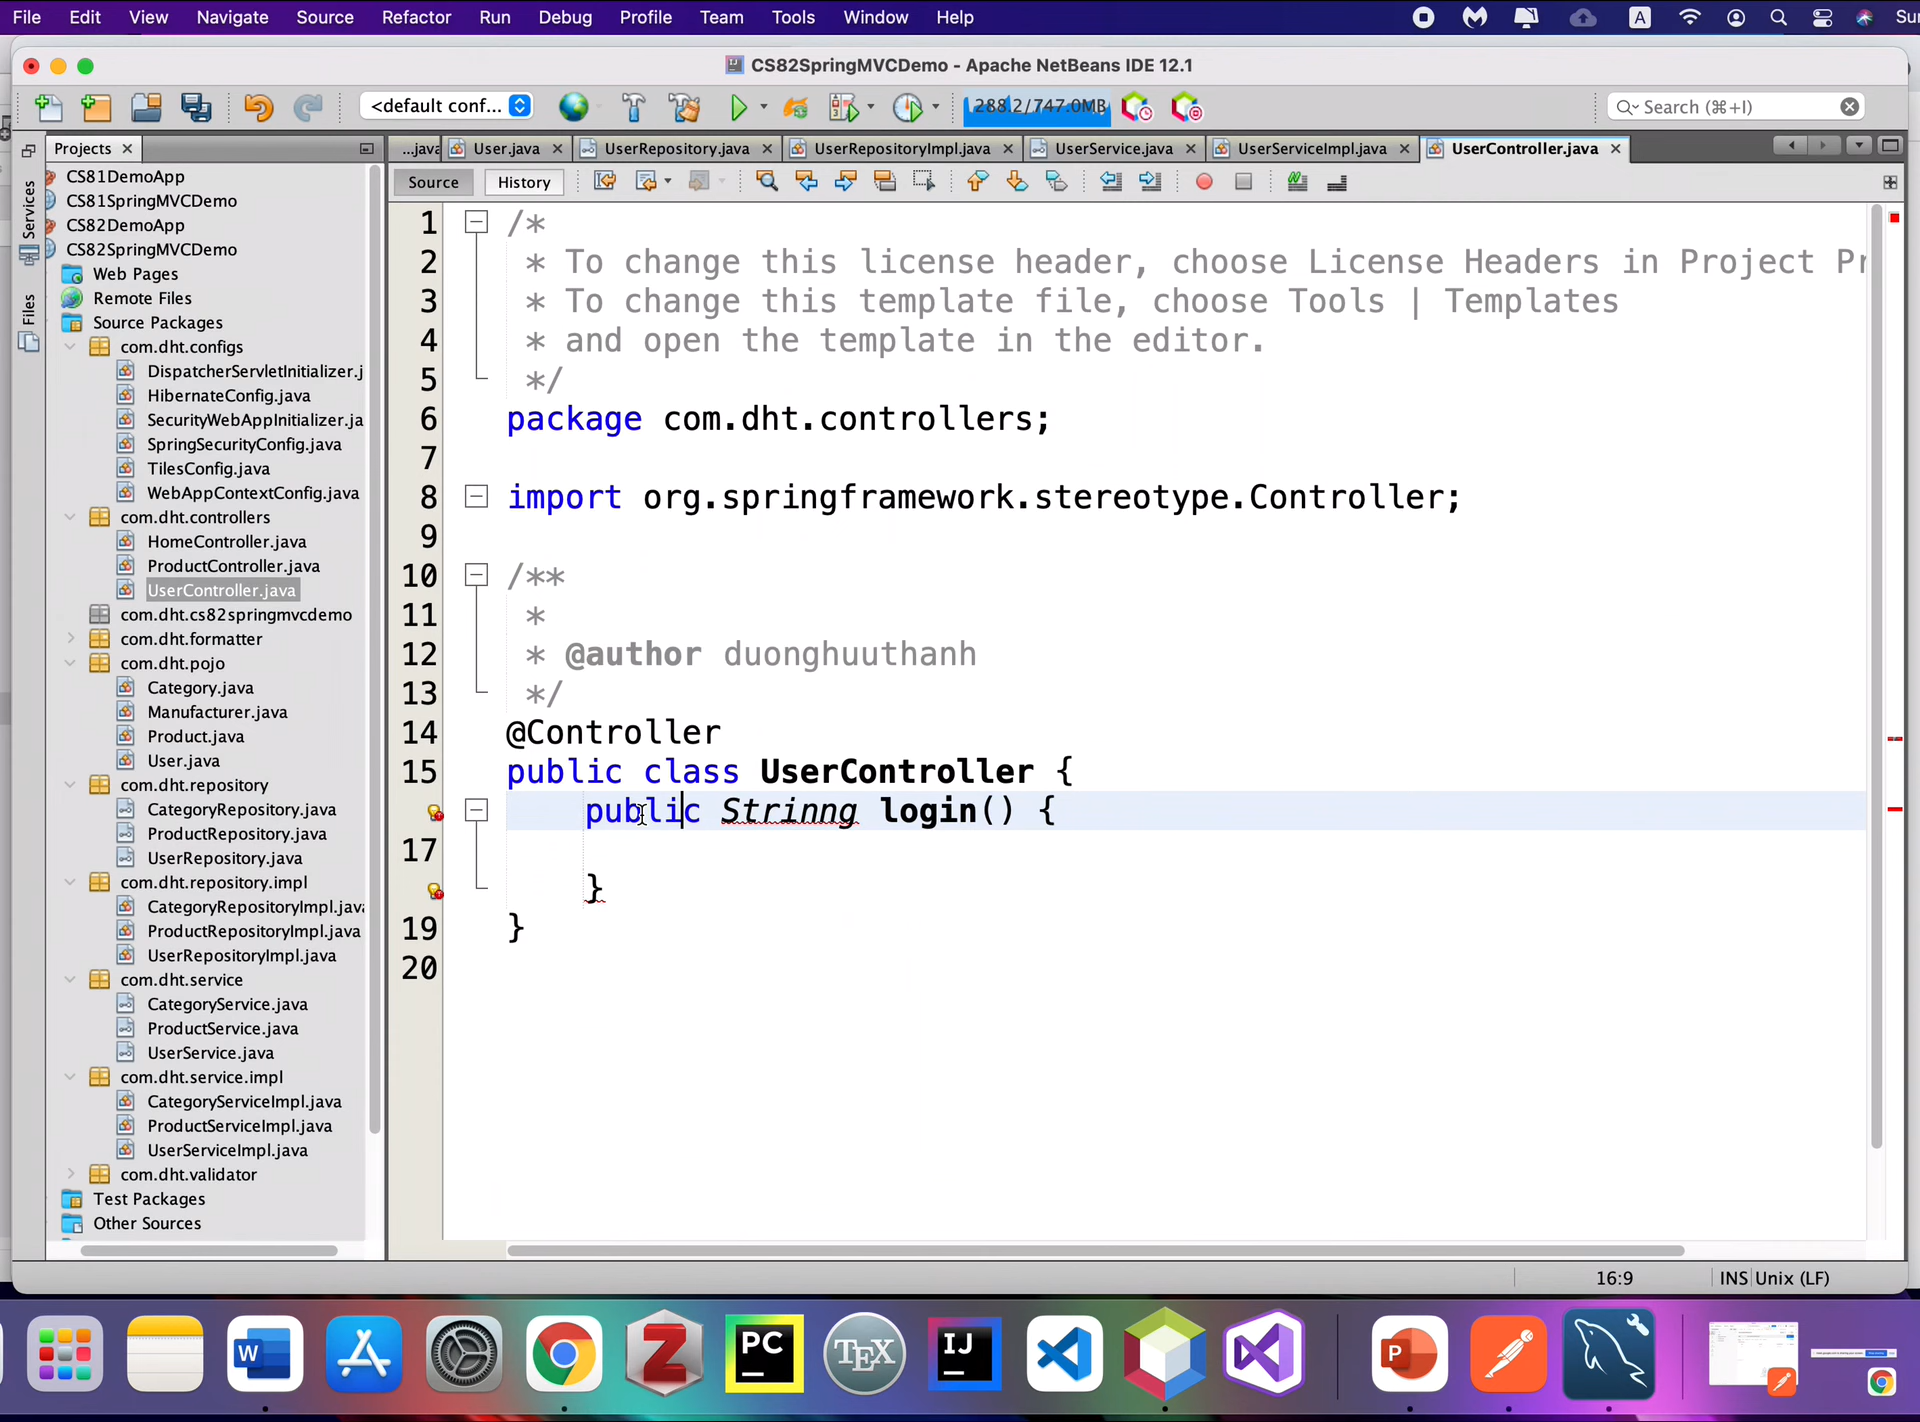 File Edit View Navigate Source Refactor Run Debug Profile Team Tools Window Help
CS82SpringMVCDemo - Apache NetBeans IDE 12.1
<default conf... 288.2/747.0MB Search (⌘+I)
Projects
...java User.java UserRepository.java UserRepositoryImpl.java UserService.java UserServiceImpl.java UserController.java
Source History
Services
Files
CS81DemoApp
CS81SpringMVCDemo
CS82DemoApp
CS82SpringMVCDemo
Web Pages
Remote Files
Source Packages
com.dht.configs
DispatcherServletInitializer.j
HibernateConfig.java
SecurityWebAppInitializer.ja
SpringSecurityConfig.java
TilesConfig.java
WebAppContextConfig.java
com.dht.controllers
HomeController.java
ProductController.java
UserController.java
com.dht.cs82springmvcdemo
com.dht.formatter
com.dht.pojo
Category.java
Manufacturer.java
Product.java
User.java
com.dht.repository
CategoryRepository.java
ProductRepository.java
UserRepository.java
com.dht.repository.impl
CategoryRepositoryImpl.java
ProductRepositoryImpl.java
UserRepositoryImpl.java
com.dht.service
CategoryService.java
ProductService.java
UserService.java
com.dht.service.impl
CategoryServiceImpl.java
ProductServiceImpl.java
UserServiceImpl.java
com.dht.validator
Test Packages
Other Sources
1 /*
2 * To change this license header, choose License Headers in Project Pr
3 * To change this template file, choose Tools | Templates
4 * and open the template in the editor.
5 */
6 package com.dht.controllers;
7
8 import org.springframework.stereotype.Controller;
9
10 /**
11 *
12 * @author duonghuuthanh
13 */
14 @Controller
15 public class UserController {
public Strinng login() {
17
}
19 }
20
16:9 INS Unix (LF)
W PC TEX IJ P